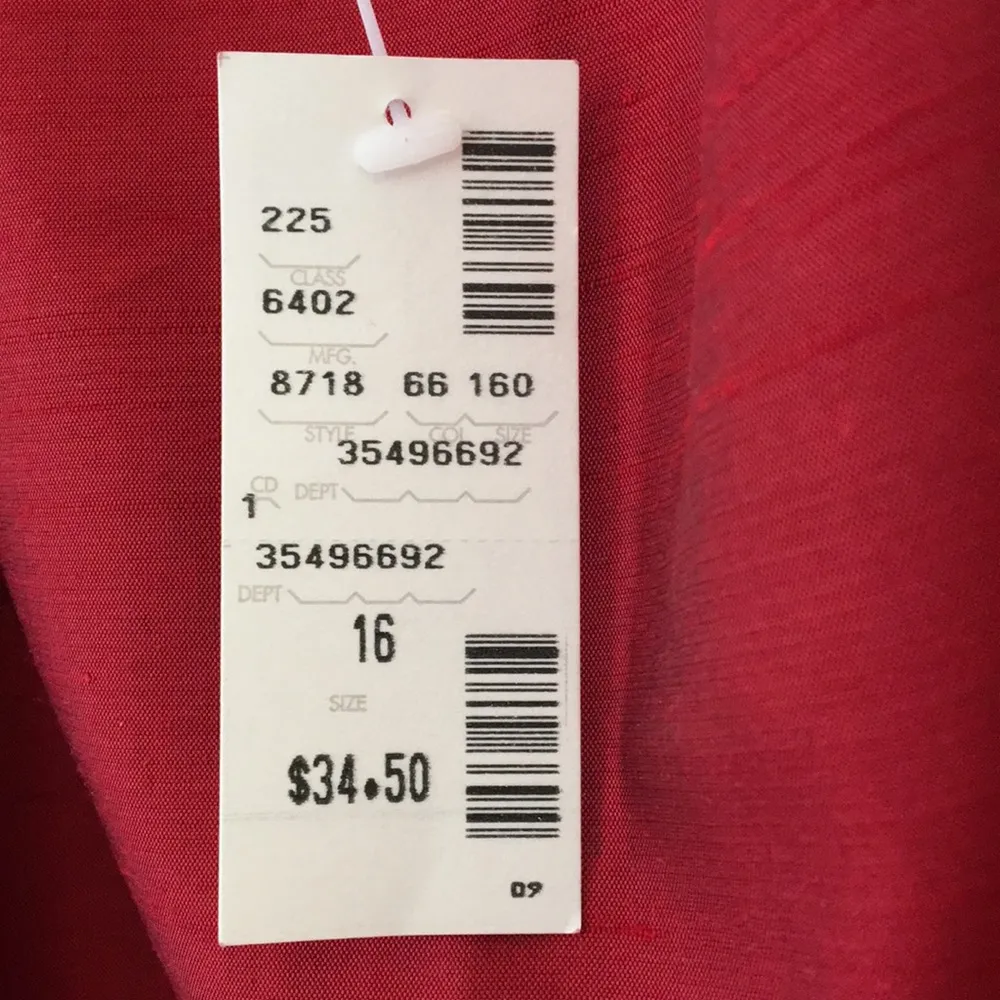 225
CLASS
6402
MFG.
8718 66 160
STYLE COL SIZE
35496692
CD DEPT
1
35496692
DEPT
16
SIZE
$34.50
09